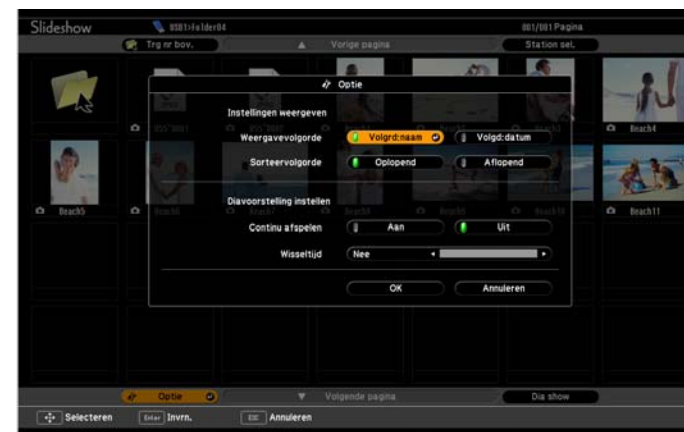 Slideshow USB1>Folder04 001/001 Pagina
Trg nr bov. Vorige pagina Station sel.
Optie
Instellingen weergeven
Weergavevolgorde Volgrd:naam Volgd:datum
Sorteervolgorde Oplopend Aflopend
Diavoorstelling instellen
Continu afspelen Aan Uit
Wisseltijd Nee
OK Annuleren
Beach4
Beach5 Beach6 Beach7 Beach11
Optie Volgende pagina Dia show
Selecteren Enter Invrn. ESC Annuleren